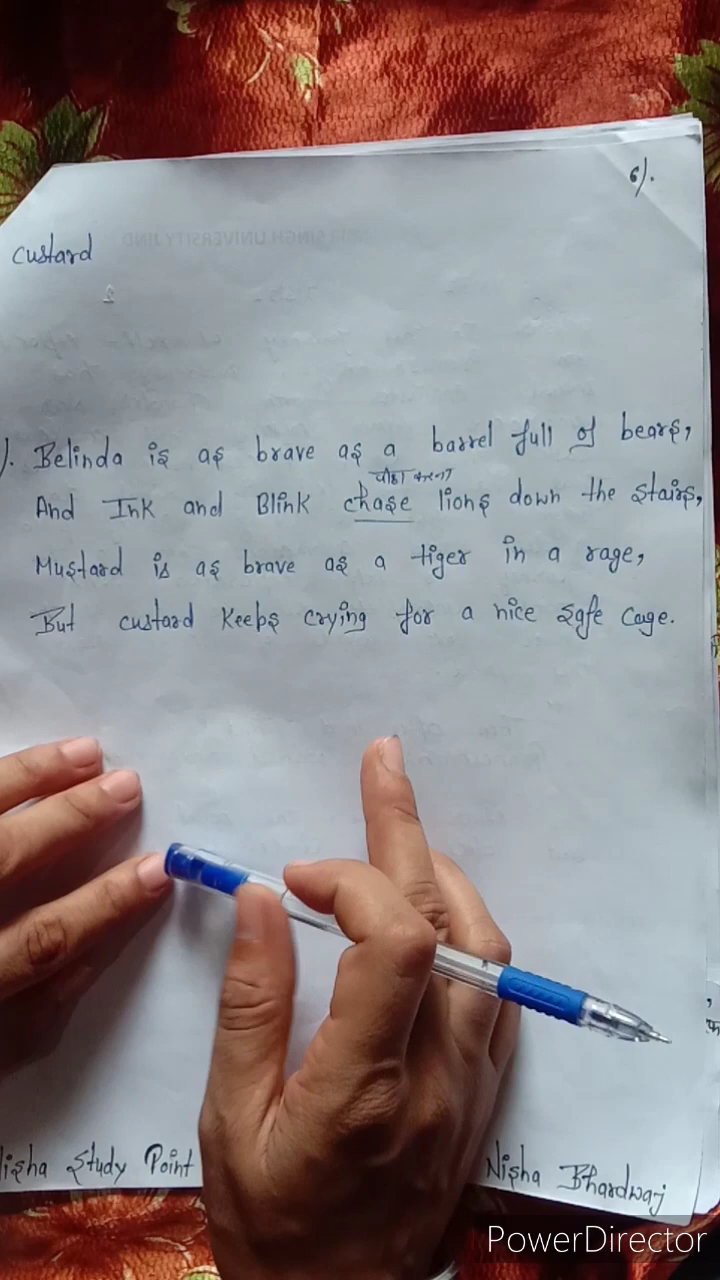 6).
custard
). Belinda is as brave as a barrel full of bears,
पीछा करना
And Ink and Blink chase lions down the stairs,
Mustard is as brave as a tiger in a rage,
But custard keeps crying for a nice safe cage.
Study Point
Nisha Bhardwaj
PowerDirector